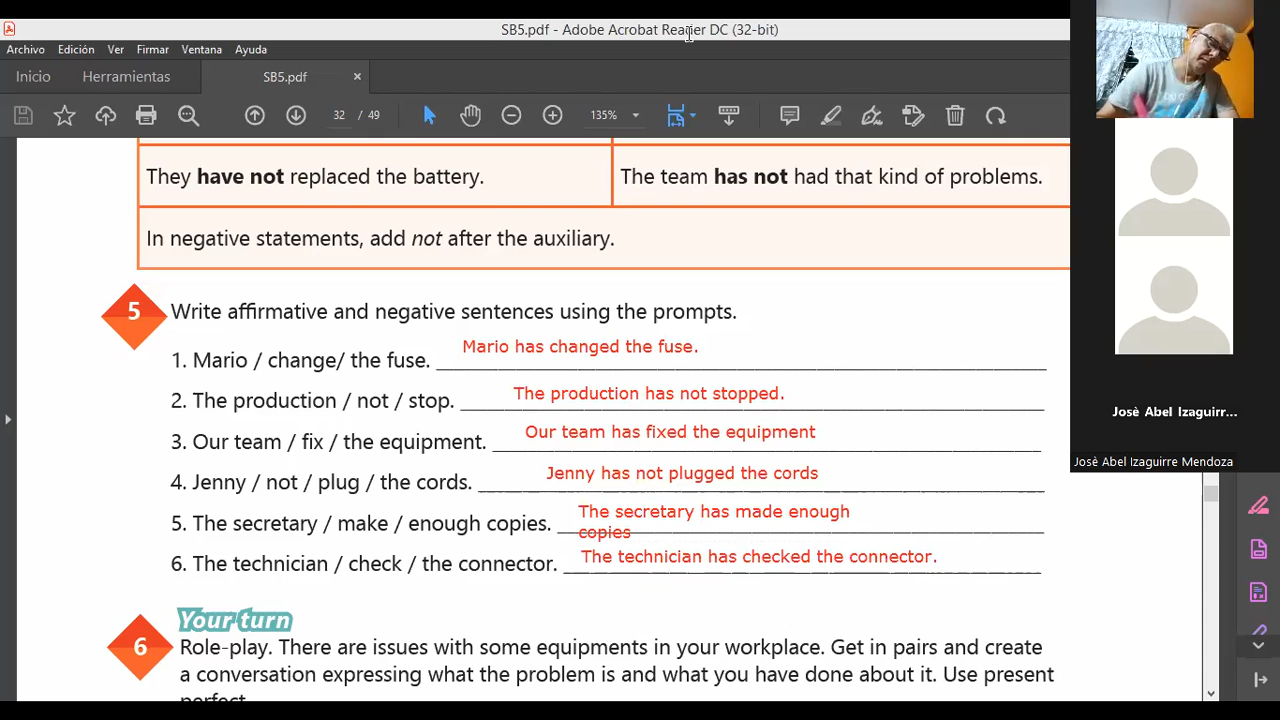 SB5.pdf - Adobe Acrobat Reader DC (32-bit)
Archivo Edición Ver Firmar Ventana Ayuda
Inicio Herramientas SB5.pdf ×
32 / 49 135%
They have not replaced the battery. The team has not had that kind of problems.
In negative statements, add not after the auxiliary.
5 Write affirmative and negative sentences using the prompts.
1. Mario / change/ the fuse. Mario has changed the fuse.
2. The production / not / stop. The production has not stopped.
3. Our team / fix / the equipment. Our team has fixed the equipment
4. Jenny / not / plug / the cords. Jenny has not plugged the cords
5. The secretary / make / enough copies. The secretary has made enough
copies
6. The technician / check / the connector. The technician has checked the connector.
Your turn
6 Role-play. There are issues with some equipments in your workplace. Get in pairs and create
a conversation expressing what the problem is and what you have done about it. Use present
perfect.
Josè Abel Izaguirr...
Josè Abel Izaguirre Mendoza